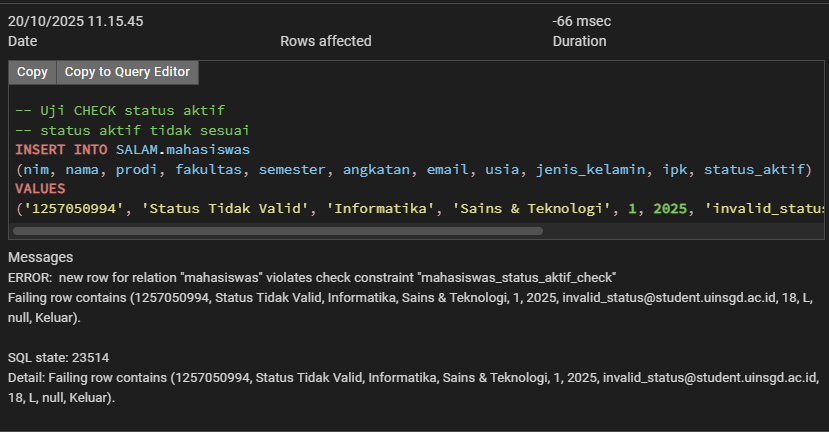 20/10/2025 11.15.45 -66 msec
Date Rows affected Duration
Copy Copy to Query Editor
-- Uji CHECK status aktif
-- status aktif tidak sesuai
INSERT INTO SALAM.mahasiswas
(nim, nama, prodi, fakultas, semester, angkatan, email, usia, jenis_kelamin, ipk, status_aktif)
VALUES
('1257050994', 'Status Tidak Valid', 'Informatika', 'Sains & Teknologi', 1, 2025, 'invalid_status
Messages
ERROR:  new row for relation "mahasiswas" violates check constraint "mahasiswas_status_aktif_check"
Failing row contains (1257050994, Status Tidak Valid, Informatika, Sains & Teknologi, 1, 2025, invalid_status@student.uinsgd.ac.id, 18, L,
null, Keluar).
SQL state: 23514
Detail: Failing row contains (1257050994, Status Tidak Valid, Informatika, Sains & Teknologi, 1, 2025, invalid_status@student.uinsgd.ac.id,
18, L, null, Keluar).